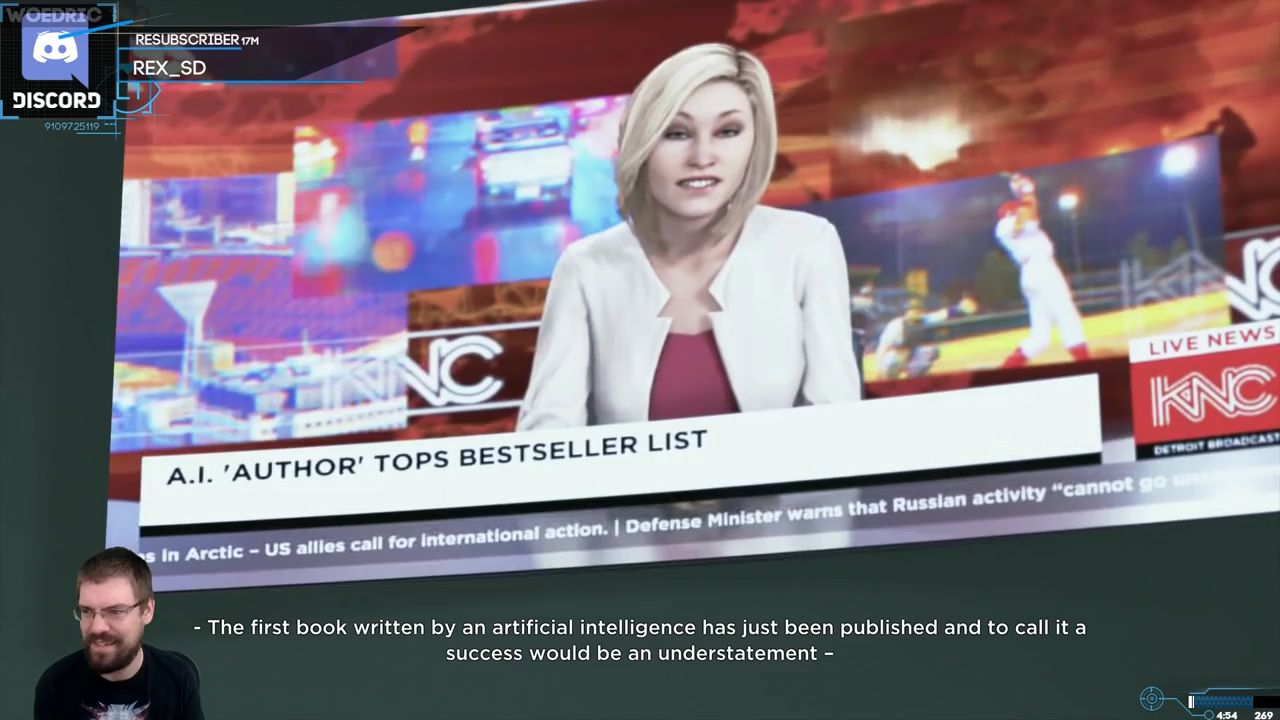 WOEDRIC
RESUBSCRIBER 17M
REX_SD
DISCORD
9109725119
KNC
KNC
LIVE NEWS
KNC
DETROIT BROADCAST
A.I. 'AUTHOR' TOPS BESTSELLER LIST
s in Arctic – US allies call for international action. | Defense Minister warns that Russian activity “cannot go
- The first book written by an artificial intelligence has just been published and to call it a
success would be an understatement –
4:54 269